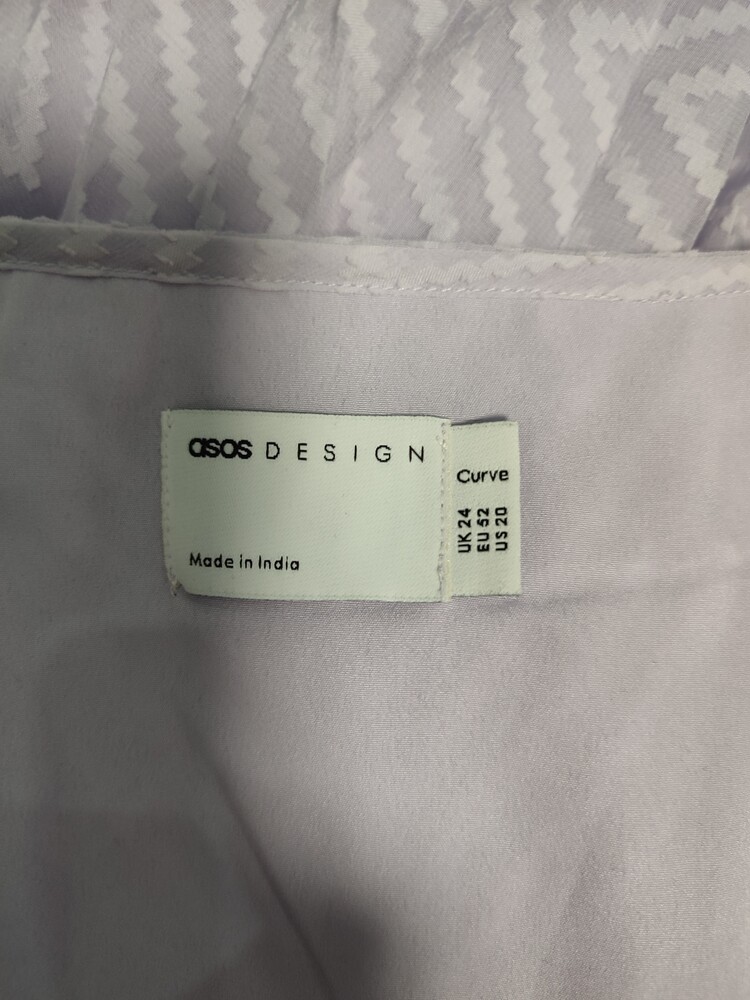 asos DESIGN
Made in India
Curve
UK 24
EU 52
US 20